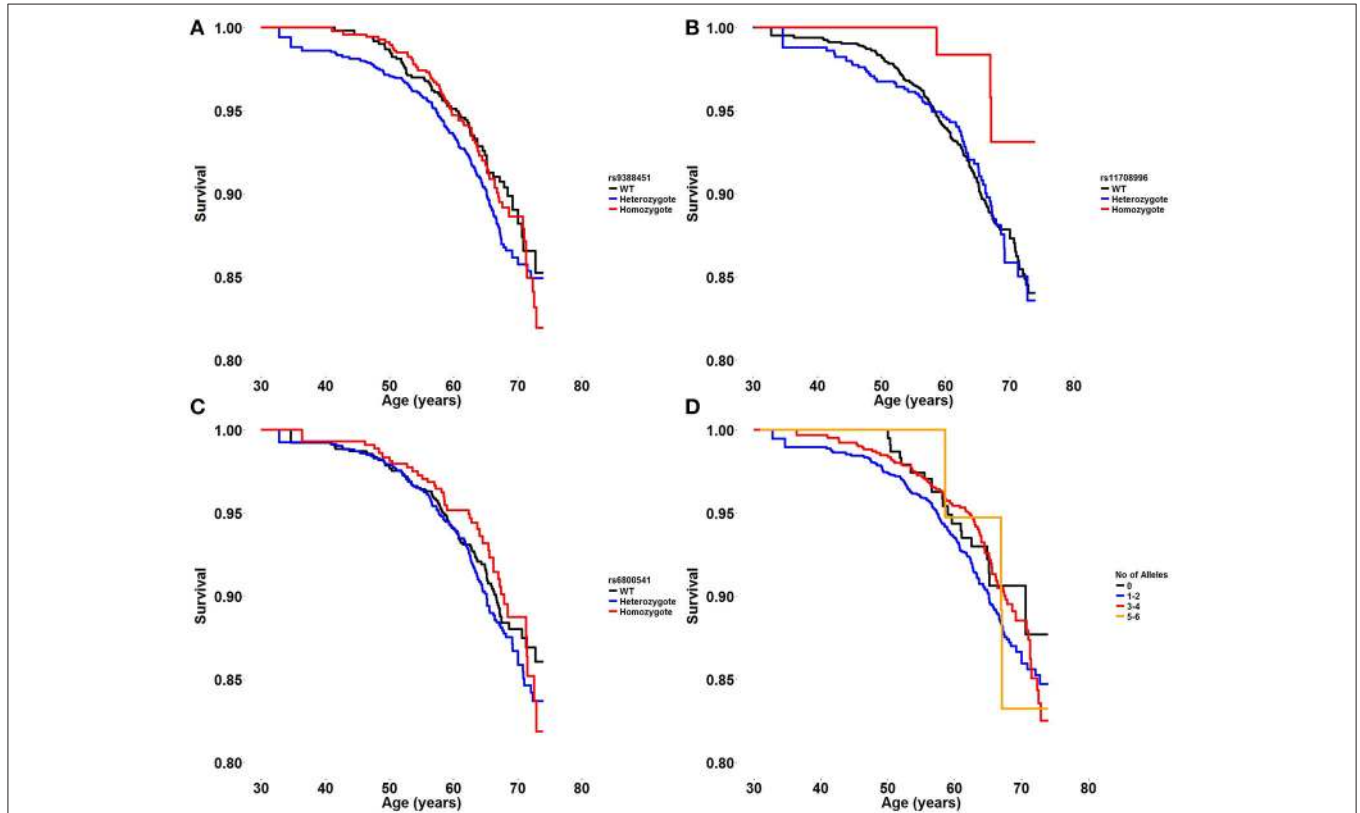 A
1.00
0.95
0.90
0.85
0.80
Survival
30 40 50 60 70 80
Age (years)
rs9388451
WT
Heterozygote
Homozygote
B
1.00
0.95
0.90
0.85
0.80
Survival
30 40 50 60 70 80
Age (years)
rs11708996
WT
Heterozygote
Homozygote
C
1.00
0.95
0.90
0.85
0.80
Survival
30 40 50 60 70 80
Age (years)
rs6800541
WT
Heterozygote
Homozygote
D
1.00
0.95
0.90
0.85
0.80
Survival
30 40 50 60 70 80
Age (years)
No of Alleles
0
1-2
3-4
5-6